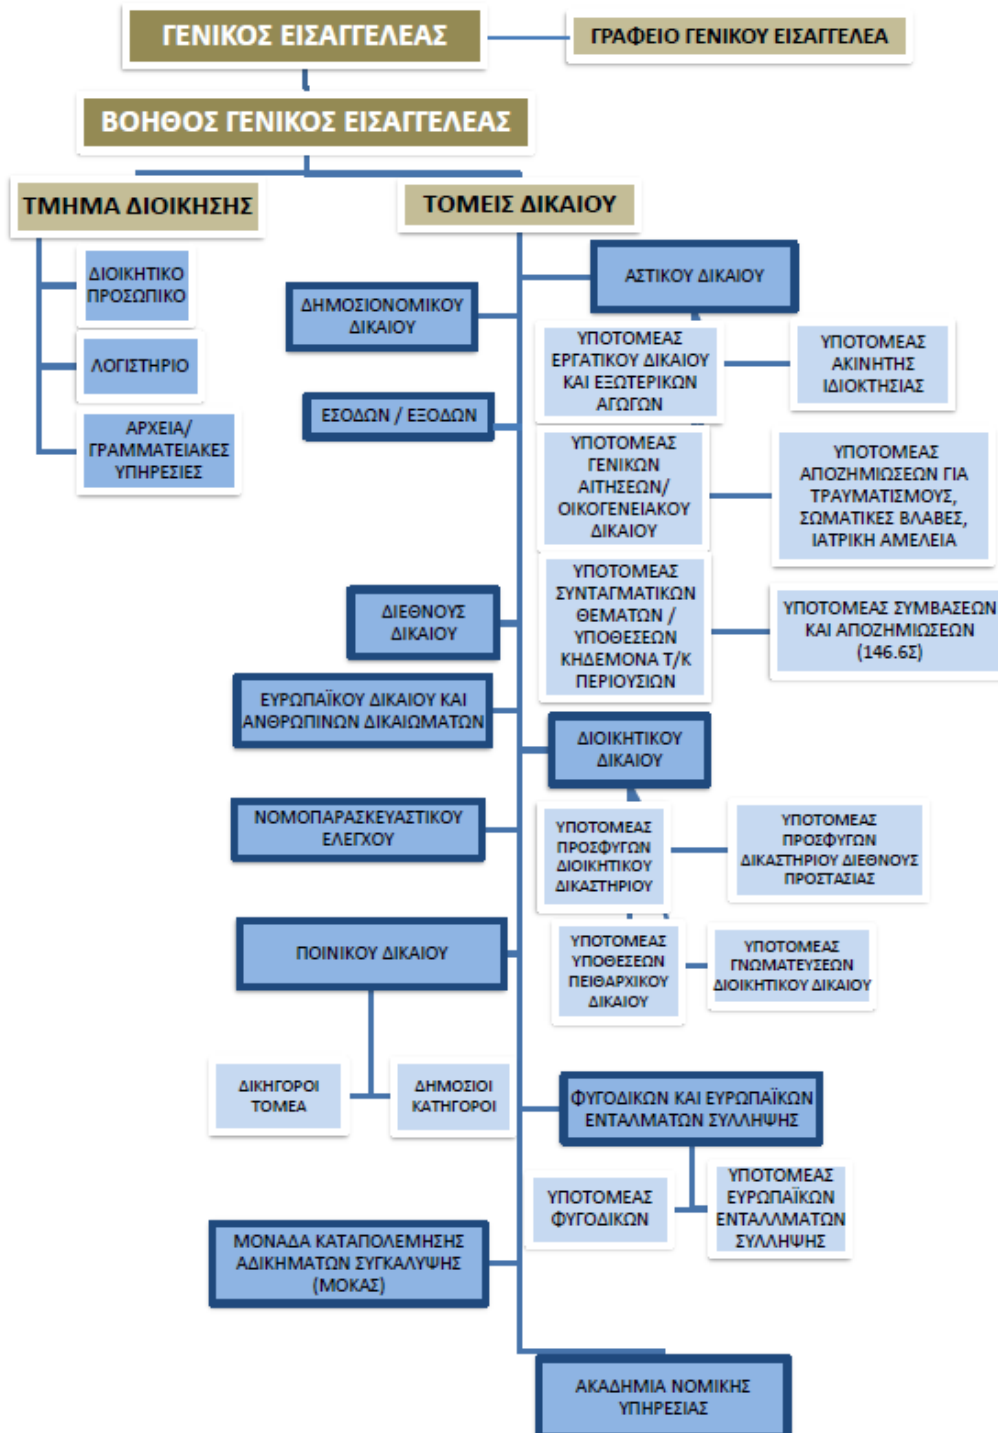 ΓΕΝΙΚΟΣ ΕΙΣΑΓΓΕΛΕΑΣ
ΓΡΑΦΕΙΟ ΓΕΝΙΚΟΥ ΕΙΣΑΓΓΕΛΕΑ
ΒΟΗΘΟΣ ΓΕΝΙΚΟΣ ΕΙΣΑΓΓΕΛΕΑΣ
ΤΜΗΜΑ ΔΙΟΙΚΗΣΗΣ
ΔΙΟΙΚΗΤΙΚΟ
ΠΡΟΣΩΠΙΚΟ
ΛΟΓΙΣΤΗΡΙΟ
ΑΡΧΕΙΑ/
ΓΡΑΜΜΑΤΕΙΑΚΕΣ
ΥΠΗΡΕΣΙΕΣ
ΤΟΜΕΙΣ ΔΙΚΑΙΟΥ
ΑΣΤΙΚΟΥ ΔΙΚΑΙΟΥ
ΔΗΜΟΣΙΟΝΟΜΙΚΟΥ
ΔΙΚΑΙΟΥ
ΥΠΟΤΟΜΕΑΣ
ΕΡΓΑΤΙΚΟΥ ΔΙΚΑΙΟΥ
ΚΑΙ ΕΞΩΤΕΡΙΚΩΝ
ΑΓΩΓΩΝ
ΥΠΟΤΟΜΕΑΣ
ΑΚΙΝΗΤΗΣ
ΙΔΙΟΚΤΗΣΙΑΣ
ΕΣΟΔΩΝ / ΕΞΟΔΩΝ
ΥΠΟΤΟΜΕΑΣ
ΓΕΝΙΚΩΝ
ΑΙΤΗΣΕΩΝ/
ΟΙΚΟΓΕΝΕΙΑΚΟΥ
ΔΙΚΑΙΟΥ
ΥΠΟΤΟΜΕΑΣ
ΑΠΟΖΗΜΙΩΣΕΩΝ ΓΙΑ
ΤΡΑΥΜΑΤΙΣΜΟΥΣ,
ΣΩΜΑΤΙΚΕΣ ΒΛΑΒΕΣ,
ΙΑΤΡΙΚΗ ΑΜΕΛΕΙΑ
ΥΠΟΤΟΜΕΑΣ
ΣΥΝΤΑΓΜΑΤΙΚΩΝ
ΘΕΜΑΤΩΝ /
ΥΠΟΘΕΣΕΩΝ
ΚΗΔΕΜΟΝΑ Τ/Κ
ΠΕΡΙΟΥΣΙΩΝ
ΥΠΟΤΟΜΕΑΣ ΣΥΜΒΑΣΕΩΝ
ΚΑΙ ΑΠΟΖΗΜΙΩΣΕΩΝ
(146.6Σ)
ΔΙΕΘΝΟΥΣ
ΔΙΚΑΙΟΥ
ΕΥΡΩΠΑΪΚΟΥ ΔΙΚΑΙΟΥ ΚΑΙ
ΑΝΘΡΩΠΙΝΩΝ ΔΙΚΑΙΩΜΑΤΩΝ
ΔΙΟΙΚΗΤΙΚΟΥ
ΔΙΚΑΙΟΥ
ΝΟΜΟΠΑΡΑΣΚΕΥΑΣΤΙΚΟΥ
ΕΛΕΓΧΟΥ
ΥΠΟΤΟΜΕΑΣ
ΠΡΟΣΦΥΓΩΝ
ΔΙΟΙΚΗΤΙΚΟΥ
ΔΙΚΑΣΤΗΡΙΟΥ
ΥΠΟΤΟΜΕΑΣ
ΠΡΟΣΦΥΓΩΝ
ΔΙΚΑΣΤΗΡΙΟΥ ΔΙΕΘΝΟΥΣ
ΠΡΟΣΤΑΣΙΑΣ
ΠΟΙΝΙΚΟΥ ΔΙΚΑΙΟΥ
ΥΠΟΤΟΜΕΑΣ
ΥΠΟΘΕΣΕΩΝ
ΠΕΙΘΑΡΧΙΚΟΥ
ΔΙΚΑΙΟΥ
ΥΠΟΤΟΜΕΑΣ
ΓΝΩΜΑΤΕΥΣΕΩΝ
ΔΙΟΙΚΗΤΙΚΟΥ ΔΙΚΑΙΟΥ
ΔΙΚΗΓΟΡΟΙ
ΤΟΜΕΑ
ΔΗΜΟΣΙΟΙ
ΚΑΤΗΓΟΡΟΙ
ΦΥΓΟΔΙΚΩΝ ΚΑΙ ΕΥΡΩΠΑΪΚΩΝ
ΕΝΤΑΛΜΑΤΩΝ ΣΥΛΛΗΨΗΣ
ΥΠΟΤΟΜΕΑΣ
ΦΥΓΟΔΙΚΩΝ
ΥΠΟΤΟΜΕΑΣ
ΕΥΡΩΠΑΪΚΩΝ
ΕΝΤΑΛΛΜΑΤΩΝ
ΣΥΛΛΗΨΗΣ
ΜΟΝΑΔΑ ΚΑΤΑΠΟΛΕΜΗΣΗΣ
ΑΔΙΚΗΜΑΤΩΝ ΣΥΓΚΑΛΥΨΗΣ
(ΜΟΚΑΣ)
ΑΚΑΔΗΜΙΑ ΝΟΜΙΚΗΣ
ΥΠΗΡΕΣΙΑΣ